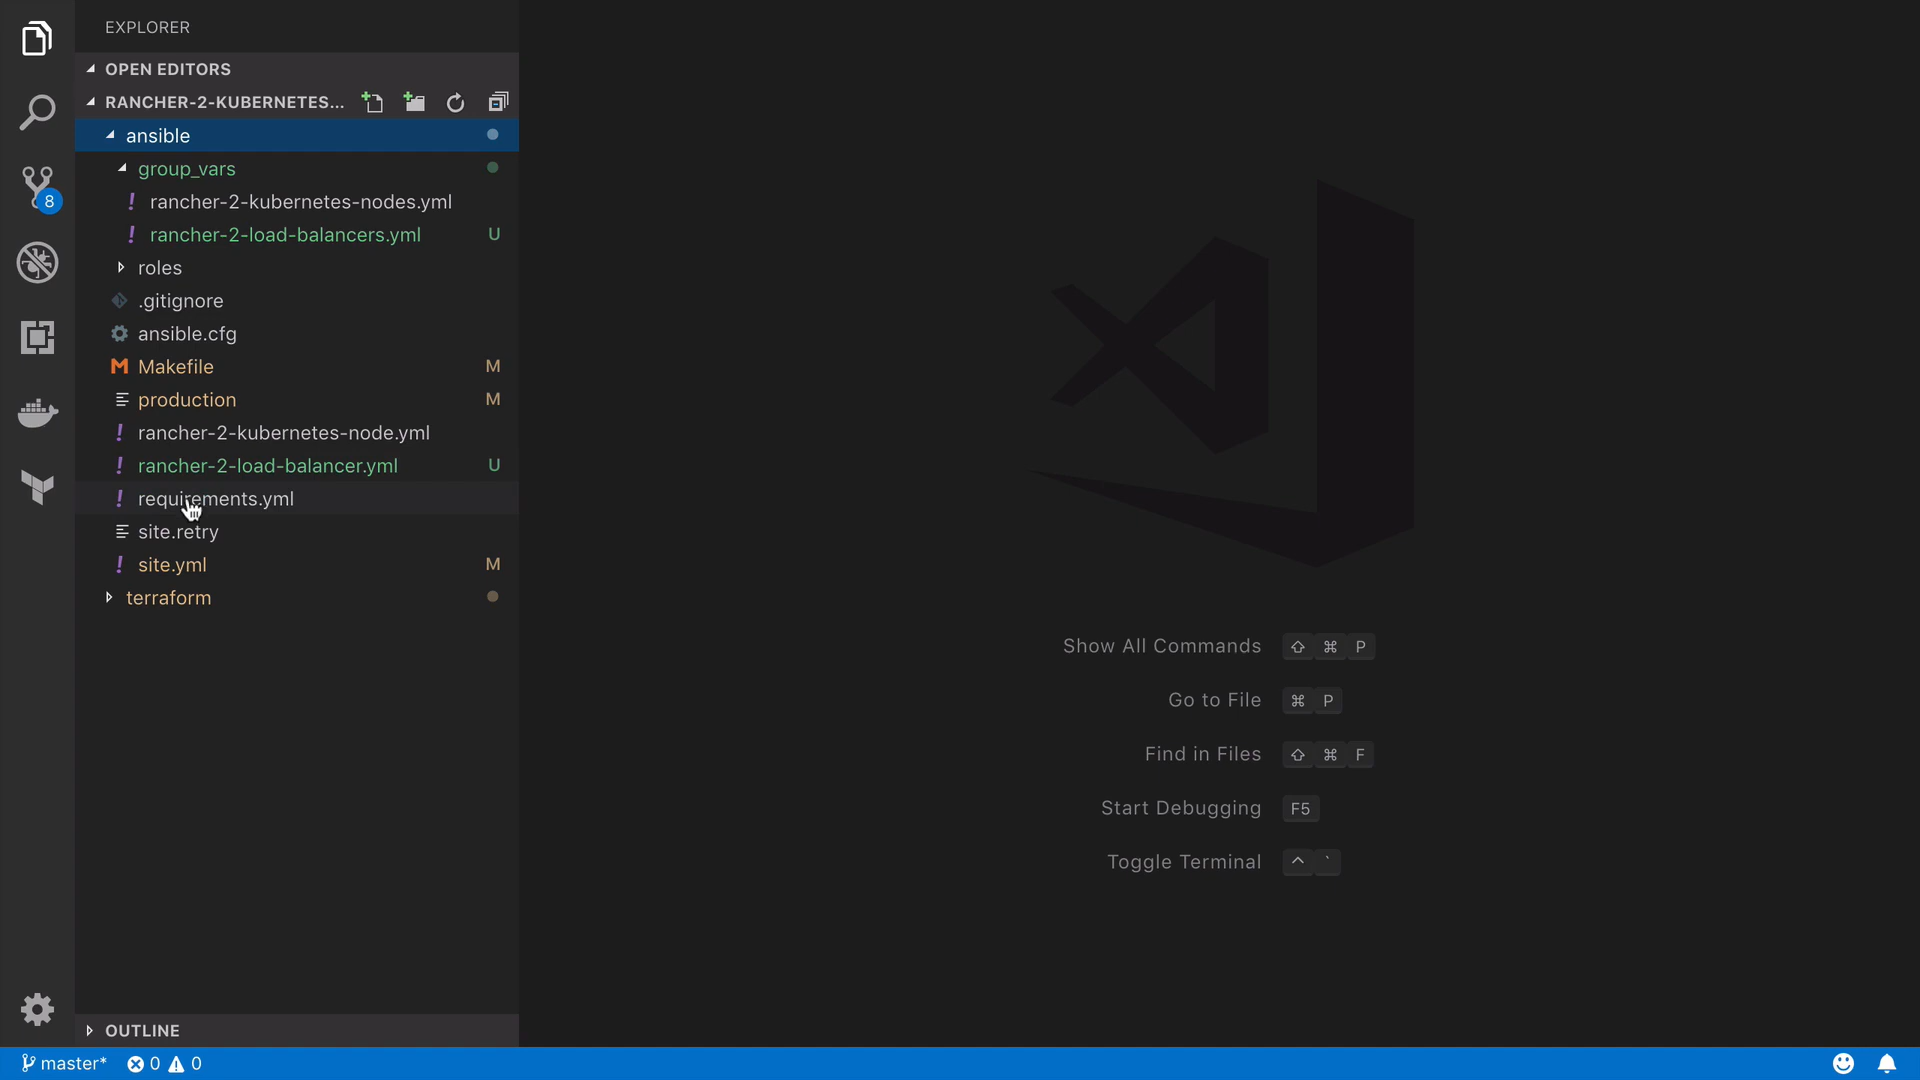 EXPLORER
OPEN EDITORS
RANCHER-2-KUBERNETES...
ansible
group_vars
! rancher-2-kubernetes-nodes.yml
! rancher-2-load-balancers.yml U
roles
.gitignore
ansible.cfg
M Makefile M
production M
! rancher-2-kubernetes-node.yml
! rancher-2-load-balancer.yml U
! requirements.yml
site.retry
! site.yml M
terraform
8
Show All Commands ⇧ ⌘ P
Go to File ⌘ P
Find in Files ⇧ ⌘ F
Start Debugging F5
Toggle Terminal ^ `
OUTLINE
master* 0 0